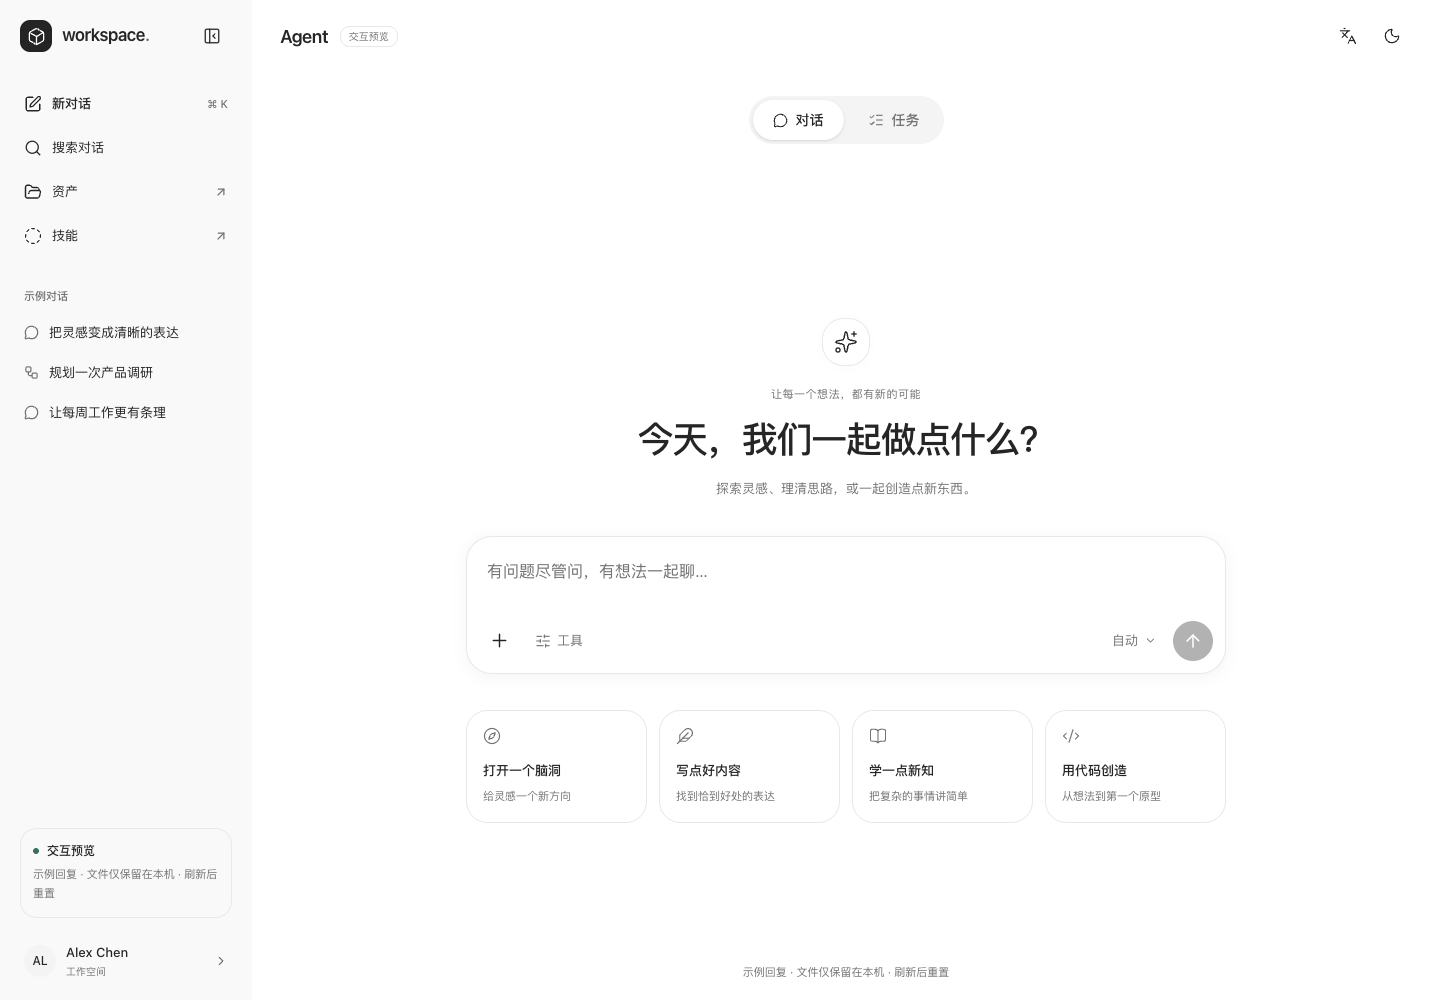 workspace.
Agent
交互预览
新对话
⌘ K
搜索对话
资产
技能
示例对话
把灵感变成清晰的表达
规划一次产品调研
让每周工作更有条理
交互预览
示例回复 · 文件仅保留在本机 · 刷新后
重置
AL
Alex Chen
工作空间
对话
任务
让每一个想法，都有新的可能
今天，我们一起做点什么？
探索灵感、理清思路，或一起创造点新东西。
有问题尽管问，有想法一起聊...
工具
自动
打开一个脑洞
给灵感一个新方向
写点好内容
找到恰到好处的表达
学一点新知
把复杂的事情讲简单
用代码创造
从想法到第一个原型
示例回复 · 文件仅保留在本机 · 刷新后重置